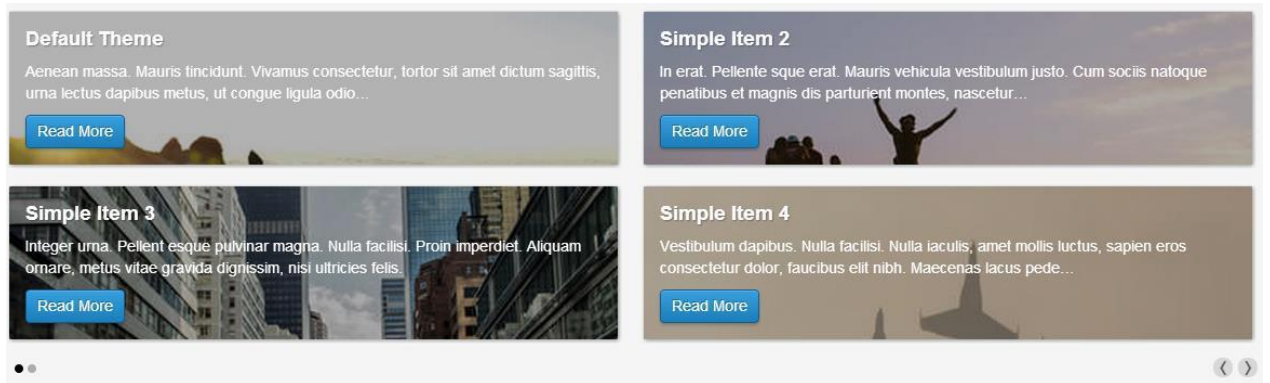 Default Theme
Aenean massa. Mauris tincidunt. Vivamus consectetur, tortor sit amet dictum sagittis,
urna lectus dapibus metus, ut congue ligula odio...
Read More
Simple Item 2
In erat. Pellente sque erat. Mauris vehicula vestibulum justo. Cum sociis natoque
penatibus et magnis dis parturient montes, nascetur...
Read More
Simple Item 3
Integer urna. Pellent esque pulvinar magna. Nulla facilisi. Proin imperdiet. Aliquam
ornare, metus vitae gravida dignissim, nisi ultricies felis.
Read More
Simple Item 4
Vestibulum dapibus. Nulla facilisi. Nulla iaculis, amet mollis luctus, sapien eros
consectetur dolor, faucibus elit nibh. Maecenas lacus pede...
Read More